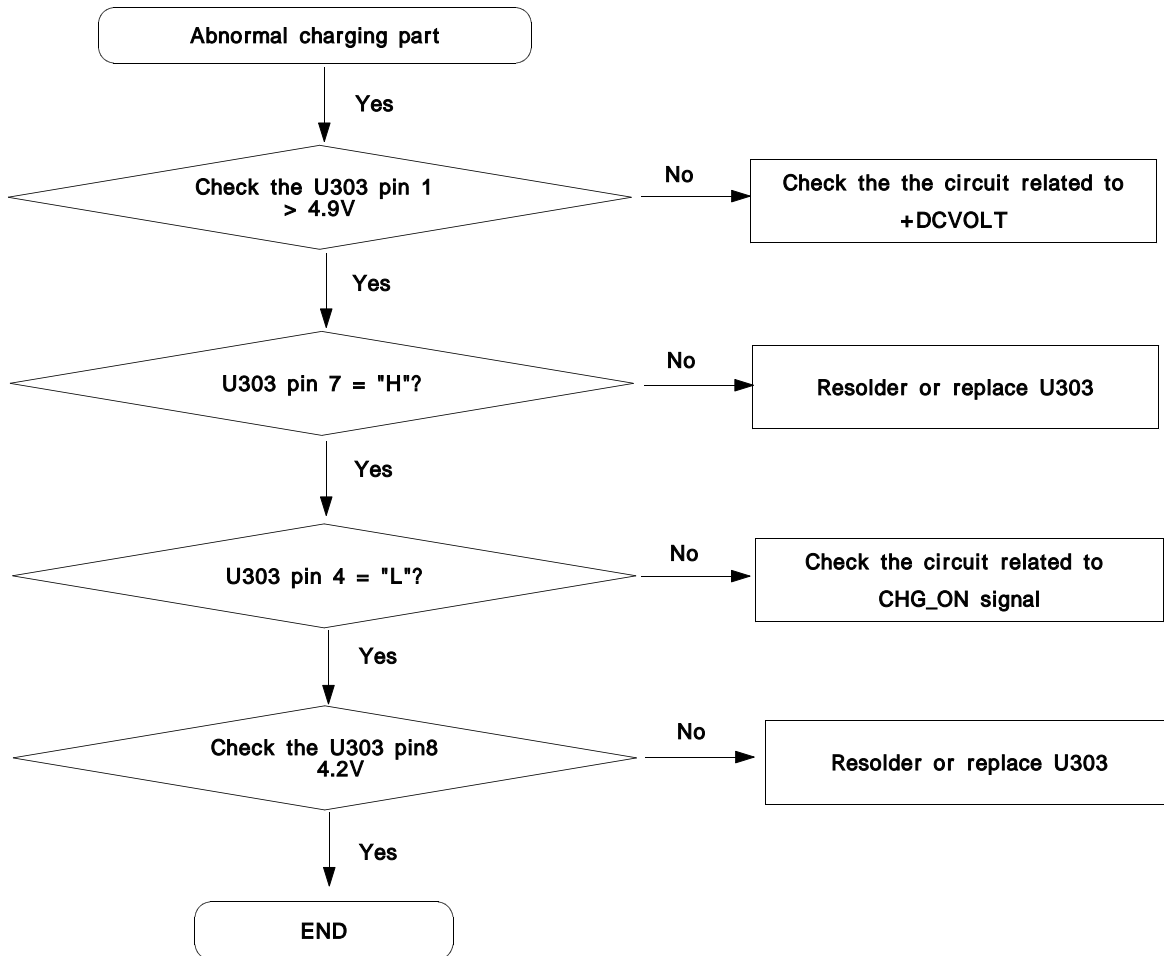 Abnormal charging part
Yes
Check the U303 pin 1
> 4.9V
No
Check the the circuit related to
+DCVOLT
Yes
U303 pin 7 = "H"?
No
Resolder or replace U303
Yes
U303 pin 4 = "L"?
No
Check the circuit related to
CHG_ON signal
Yes
Check the U303 pin8
4.2V
No
Resolder or replace U303
Yes
END